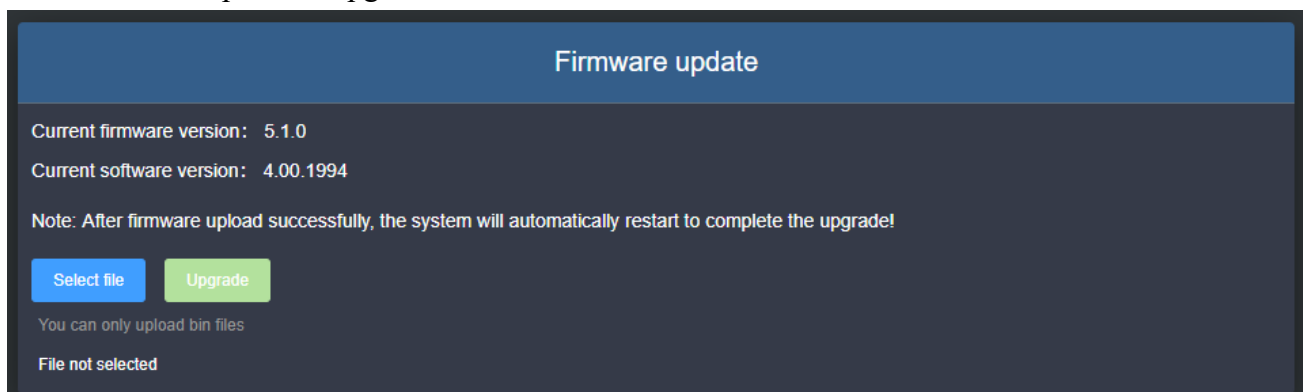 Firmware update
Current firmware version： 5.1.0
Current software version： 4.00.1994
Note: After firmware upload successfully, the system will automatically restart to complete the upgrade!
Select file Upgrade
You can only upload bin files
File not selected